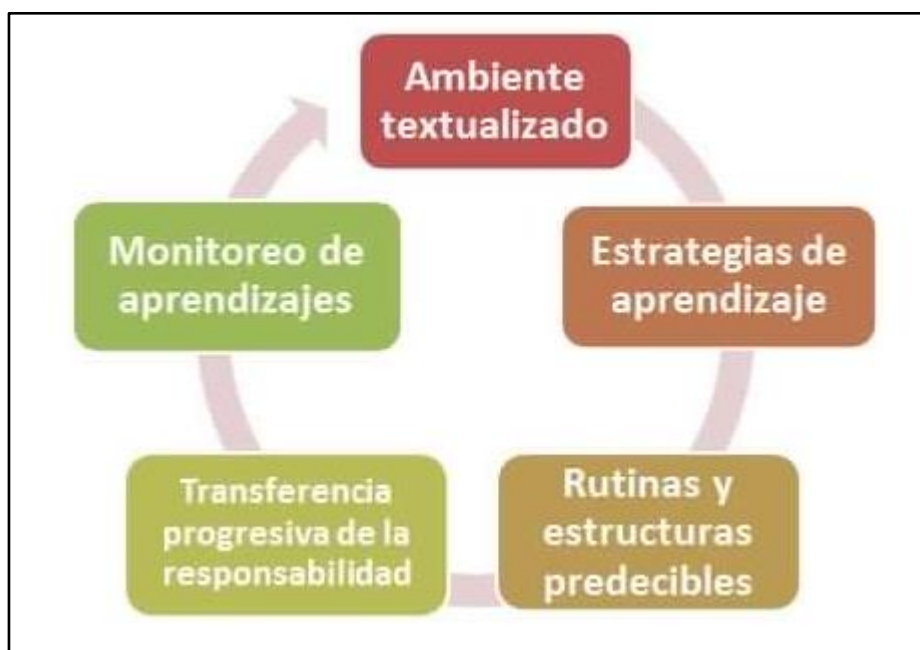 Ambiente
textualizado
Estrategias de
aprendizaje
Rutinas y
estructuras
predecibles
Transferencia
progresiva de la
responsabilidad
Monitoreo de
aprendizajes